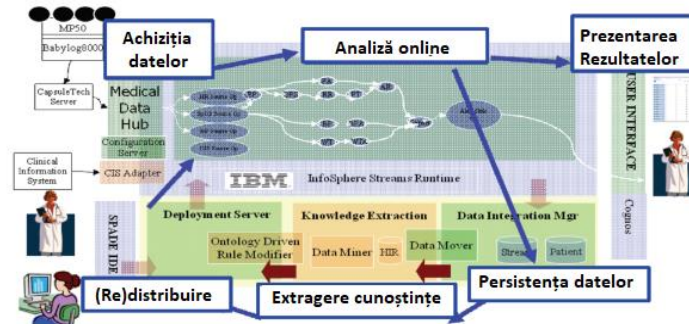 MP50
Babylog8000
CapsuleTech
Server
Clinical
Information
System
Achiziția
datelor
Analiză online
Prezentarea
Rezultatelor
Medical
Data
Hub
Configuration
Server
CIS Adapter
USER INTERFACE
IBM
InfoSphere Streams Runtime
SPADE IDE
Deployment Server
Knowledge Extraction
Data Integration Mgr
Cognos
Ontology Driven
Rule Modifier
Data Miner
HIR
Data Mover
Patient
(Re)distribuire
Extragere cunoștințe
Persistența datelor